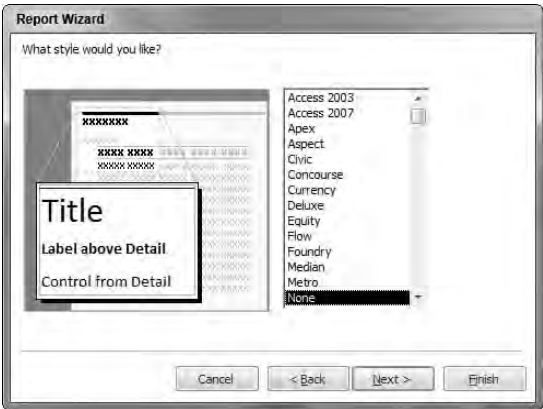 Report Wizard
What style would you like?
xxxxxxx
xxxx xxxx
xxxxx xxxxx
Title
Label above Detail
Control from Detail
Access 2003
Access 2007
Apex
Aspect
Civic
Concourse
Currency
Deluxe
Equity
Flow
Foundry
Median
Metro
None
Cancel
< Back
Next >
Finish